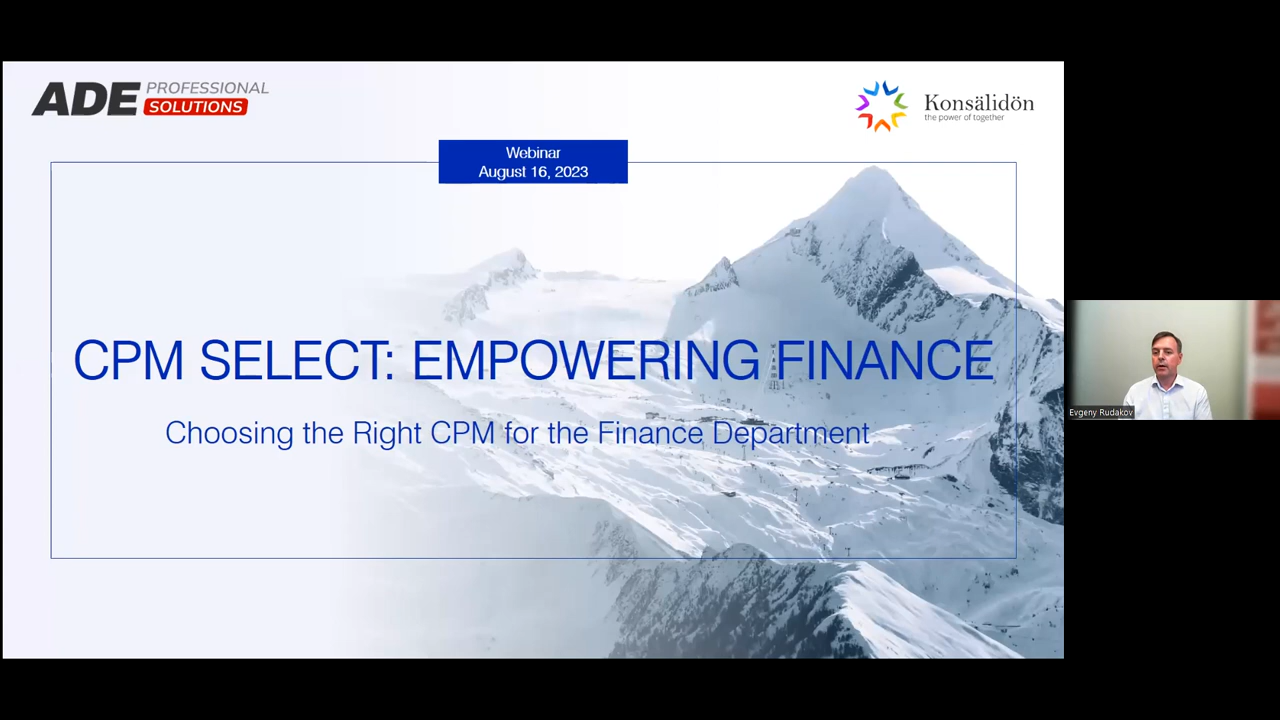 ADE PROFESSIONAL
SOLUTIONS
Konsälidön
the power of together
Webinar
August 16, 2023
CPM SELECT: EMPOWERING FINANCE
Choosing the Right CPM for the Finance Department
Evgeny Rudakov